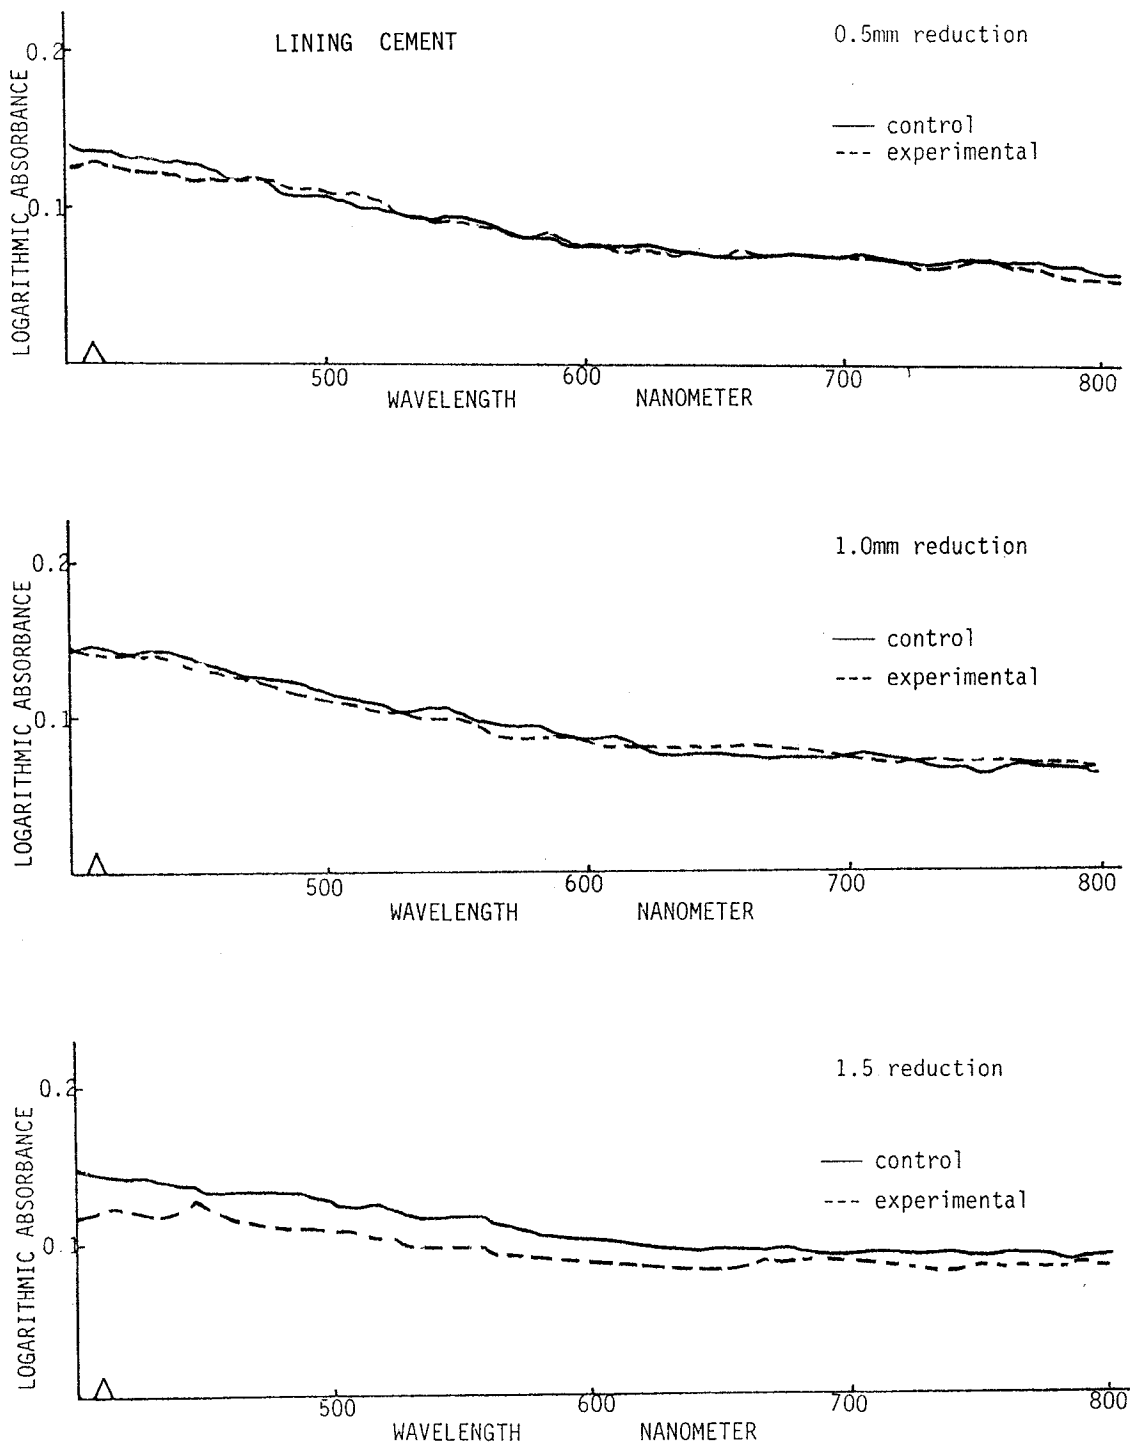 LINING CEMENT
0.5mm reduction
control
experimental
LOGARITHMIC ABSORBANCE
0.2
0.1
500
600
700
800
WAVELENGTH NANOMETER
1.0mm reduction
control
experimental
LOGARITHMIC ABSORBANCE
0.2
0.1
500
600
700
800
WAVELENGTH NANOMETER
1.5 reduction
control
experimental
LOGARITHMIC ABSORBANCE
0.2
0.1
500
600
700
800
WAVELENGTH NANOMETER